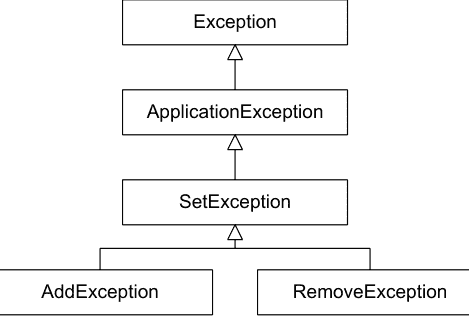 Exception
ApplicationException
SetException
AddException
RemoveException